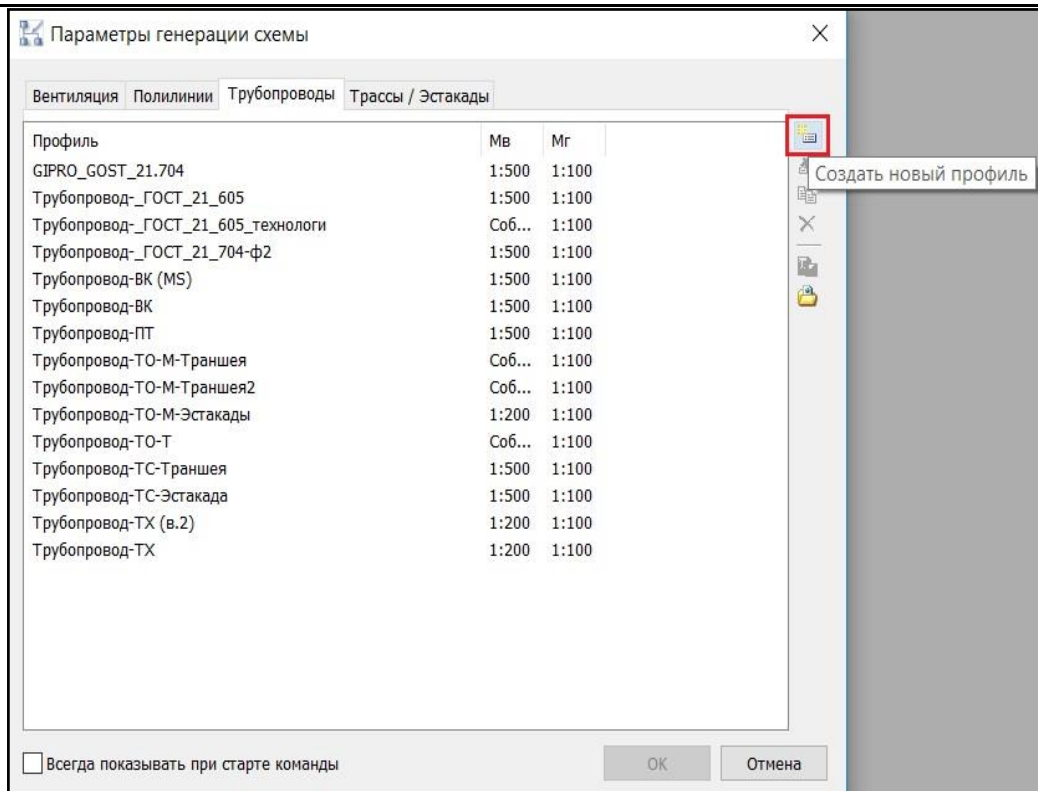 Параметры генерации схемы
Вентиляция Полилинии Трубопроводы Трассы / Эстакады
Профиль Мв Мг
GIPRO_GOST_21.704 1:500 1:100
Трубопровод-_ГОСТ_21_605 1:500 1:100
Трубопровод-_ГОСТ_21_605_технологи Соб... 1:100
Трубопровод-_ГОСТ_21_704-ф2 1:500 1:100
Трубопровод-ВК (MS) 1:500 1:100
Трубопровод-ВК 1:500 1:100
Трубопровод-ПТ 1:500 1:100
Трубопровод-ТО-М-Траншея Соб... 1:100
Трубопровод-ТО-М-Траншея2 Соб... 1:100
Трубопровод-ТО-М-Эстакады 1:200 1:100
Трубопровод-ТО-Т Соб... 1:100
Трубопровод-ТС-Траншея 1:500 1:100
Трубопровод-ТС-Эстакада 1:500 1:100
Трубопровод-ТХ (в.2) 1:200 1:100
Трубопровод-ТХ 1:200 1:100
Создать новый профиль
Всегда показывать при старте команды
ОК Отмена